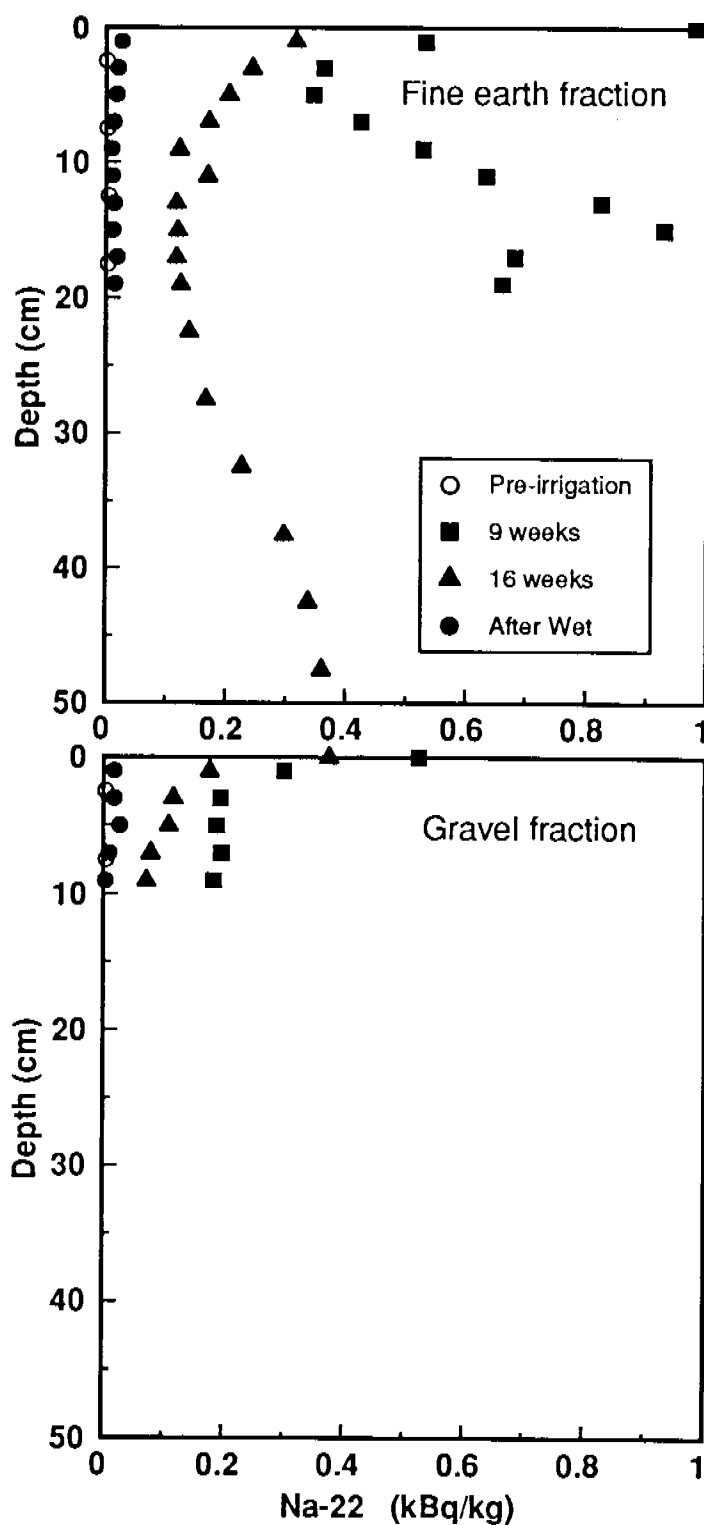 0
Fine earth fraction
10
20
Depth (cm)
30
Pre-irrigation
9 weeks
16 weeks
After Wet
40
50
0 0.2 0.4 0.6 0.8 1
0
Gravel fraction
10
20
Depth (cm)
30
40
50
0 0.2 0.4 0.6 0.8 1
Na-22 (kBq/kg)